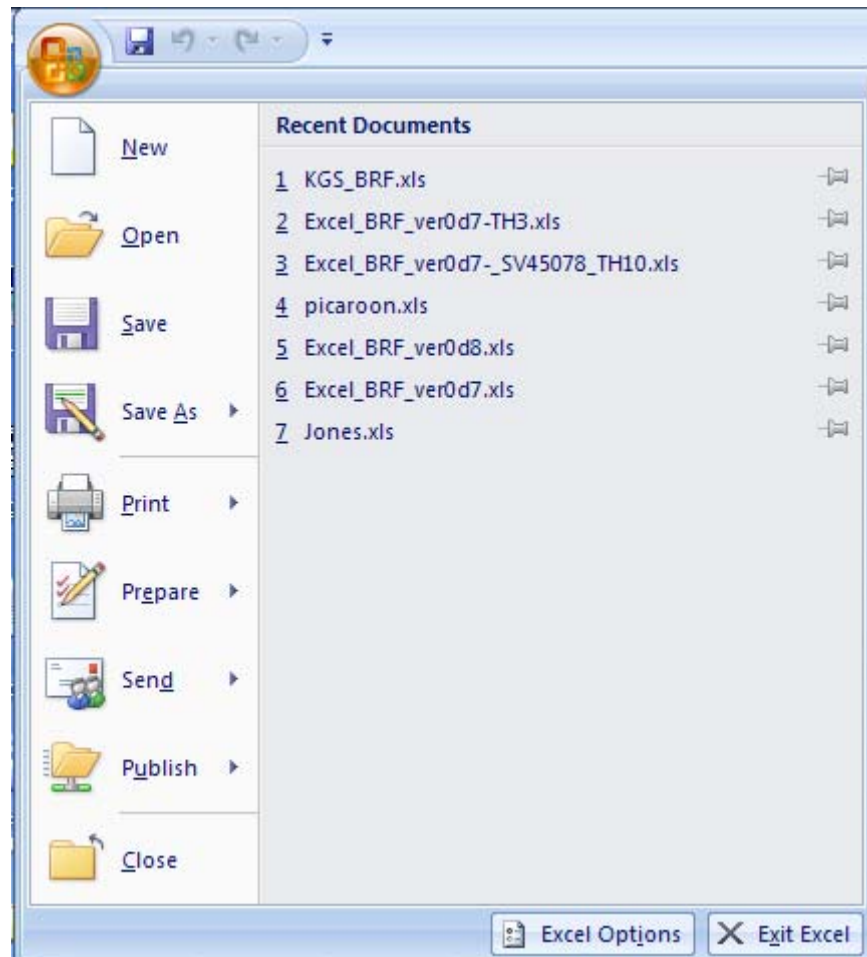 New
Open
Save
Save As
Print
Prepare
Send
Publish
Close
Recent Documents
1 KGS_BRF.xls
2 Excel_BRF_ver0d7-TH3.xls
3 Excel_BRF_ver0d7-_SV45078_TH10.xls
4 picaroon.xls
5 Excel_BRF_ver0d8.xls
6 Excel_BRF_ver0d7.xls
7 Jones.xls
Excel Options
Exit Excel